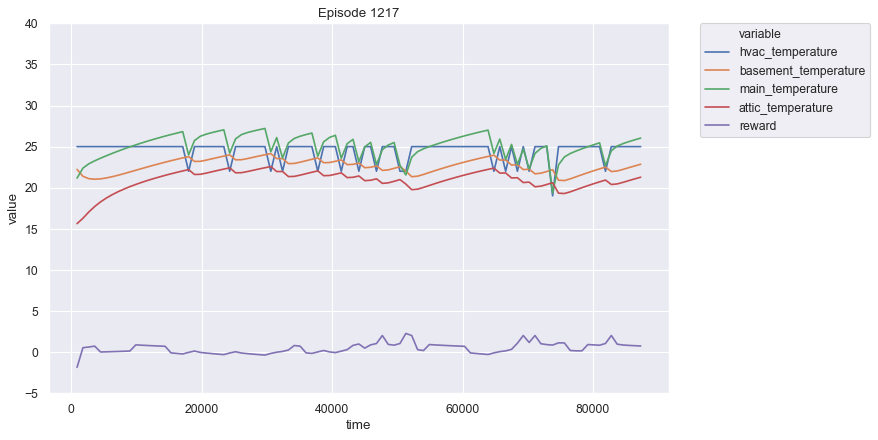 Episode 1217
40
35
30
25
20
15
10
5
0
−5
value
0
20000
40000
60000
80000
time
variable
hvac_temperature
basement_temperature
main_temperature
attic_temperature
reward